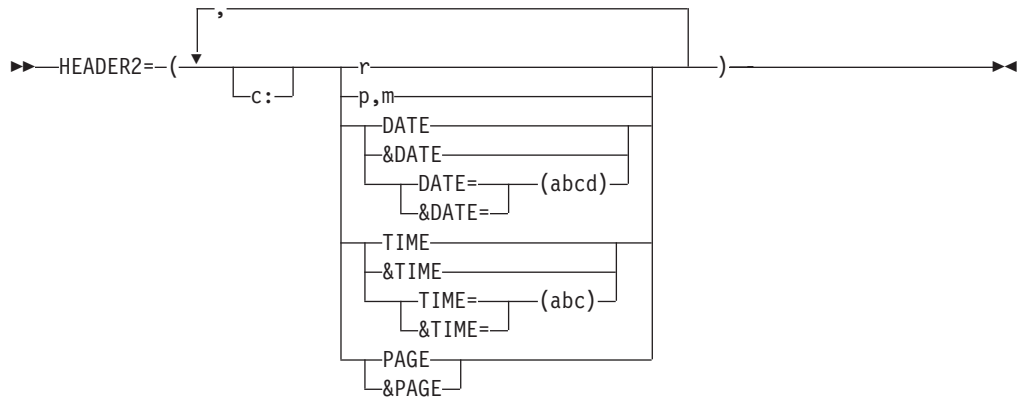 ,
HEADER2= ( r )
c: p,m
DATE
&DATE
DATE= (abcd)
&DATE=
TIME
&TIME
TIME= (abc)
&TIME=
PAGE
&PAGE